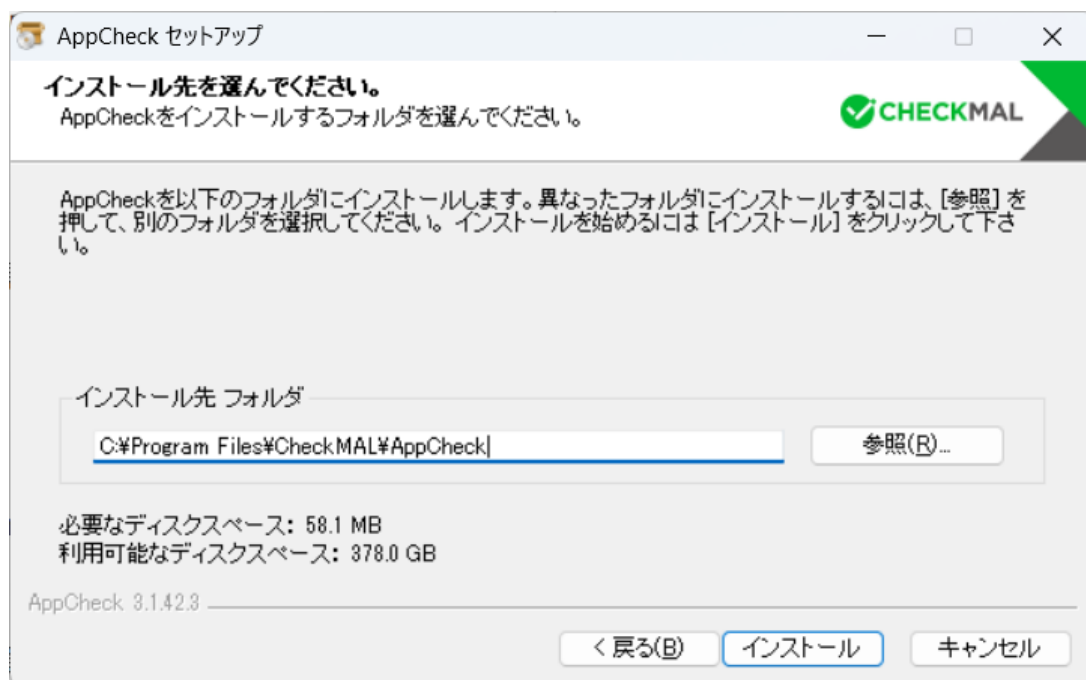 AppCheck セットアップ
インストール先を選んでください。
AppCheckをインストールするフォルダを選んでください。
CHECKMAL
AppCheckを以下のフォルダにインストールします。異なったフォルダにインストールするには、[参照] を
押して、別のフォルダを選択してください。インストールを始めるには [インストール] をクリックして下さ
い。
インストール先 フォルダ
C:¥Program Files¥CheckMAL¥AppCheck
参照(R)...
必要なディスクスペース: 58.1 MB
利用可能なディスクスペース: 378.0 GB
AppCheck 3.1.42.3
< 戻る(B)
インストール
キャンセル